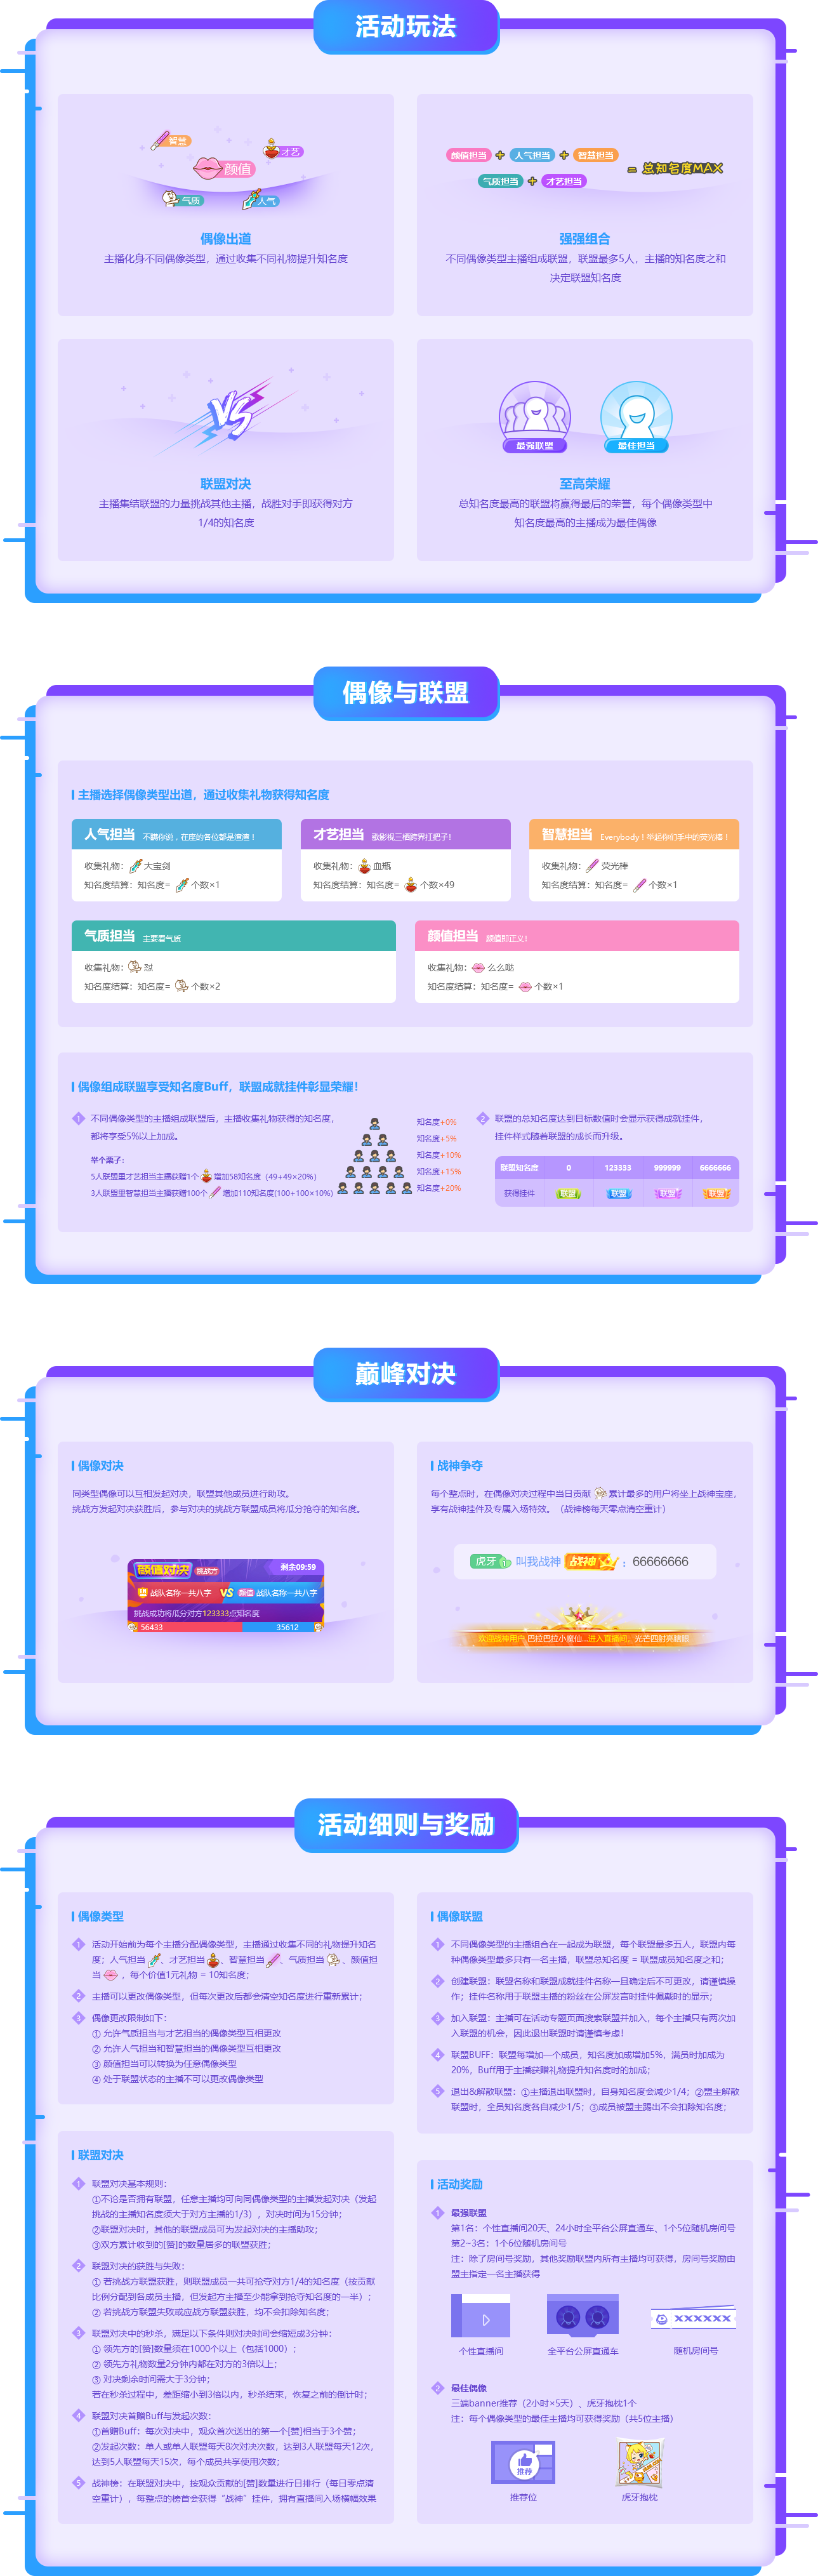 活动玩法
智慧
才艺
颜值
气质
人气
偶像出道
主播化身不同偶像类型，通过收集不同礼物提升知名度
颜值担当 + 人气担当 + 智慧担当
气质担当 + 才艺担当
= 总知名度MAX
强强组合
不同偶像类型主播组成联盟，联盟最多5人，主播的知名度之和
决定联盟知名度
VS
联盟对决
主播集结联盟的力量挑战其他主播，战胜对手即获得对方
1/4的知名度
最强联盟
最佳担当
至高荣耀
总知名度最高的联盟将赢得最后的荣誉，每个偶像类型中
知名度最高的主播成为最佳偶像
偶像与联盟
主播选择偶像类型出道，通过收集礼物获得知名度
人气担当 不瞒你说，在座的各位都是渣渣！
收集礼物：大宝剑
知名度结算：知名度= 个数×1
才艺担当 歌影视三栖跨界扛把子！
收集礼物：血瓶
知名度结算：知名度= 个数×49
智慧担当 Everybody！举起你们手中的荧光棒！
收集礼物：荧光棒
知名度结算：知名度= 个数×1
气质担当 主要看气质
收集礼物：怼
知名度结算：知名度= 个数×2
颜值担当 颜值即正义！
收集礼物：么么哒
知名度结算：知名度= 个数×1
偶像组成联盟享受知名度Buff，联盟成就挂件彰显荣耀！
1 不同偶像类型的主播组成联盟后，主播收集礼物获得的知名度，
都将享受5%以上加成。
举个栗子：
5人联盟里才艺担当主播获赠1个 增加58知名度（49+49×20%）
3人联盟里智慧担当主播获赠100个 增加110知名度(100+100×10%)
知名度+0%
知名度+5%
知名度+10%
知名度+15%
知名度+20%
2 联盟的总知名度达到目标数值时会显示获得成就挂件，
挂件样式随着联盟的成长而升级。
联盟知名度 0 123333 999999 6666666
获得挂件 联盟 联盟 联盟 联盟
巅峰对决
偶像对决
同类型偶像可以互相发起对决，联盟其他成员进行助攻。
挑战方发起对决获胜后，参与对决的挑战方联盟成员将瓜分抢夺的知名度。
颜值对决 挑战方 剩余09:59
战队名称一共八字 VS 颜值 战队名称一共八字
挑战成功将瓜分对方123333点知名度
56433 35612
战神争夺
每个整点时，在偶像对决过程中当日贡献 累计最多的用户将坐上战神宝座，
享有战神挂件及专属入场特效。（战神榜每天零点清空重计）
虎牙 叫我战神 战神 ：66666666
欢迎战神用户 巴拉巴拉小魔仙...进入直播间，光芒四射亮瞎眼
活动细则与奖励
偶像类型
1 活动开始前为每个主播分配偶像类型，主播通过收集不同的礼物提升知名
度；人气担当 、才艺担当 、智慧担当 、气质担当 、颜值担
当 ，每个价值1元礼物 = 10知名度；
2 主播可以更改偶像类型，但每次更改后都会清空知名度进行重新累计；
3 偶像更改限制如下：
① 允许气质担当与才艺担当的偶像类型互相更改
② 允许人气担当和智慧担当的偶像类型互相更改
③ 颜值担当可以转换为任意偶像类型
④ 处于联盟状态的主播不可以更改偶像类型
联盟对决
1 联盟对决基本规则：
①不论是否拥有联盟，任意主播均可向同偶像类型的主播发起对决（发起
挑战的主播知名度须大于对方主播的1/3），对决时间为15分钟；
②联盟对决时，其他的联盟成员可为发起对决的主播助攻；
③双方累计收到的[赞]的数量居多的联盟获胜；
2 联盟对决的获胜与失败：
① 若挑战方联盟获胜，则联盟成员一共可抢夺对方1/4的知名度（按贡献
比例分配到各成员主播，但发起方主播至少能拿到抢夺知名度的一半）；
② 若挑战方联盟失败或应战方联盟获胜，均不会扣除知名度；
3 联盟对决中的秒杀，满足以下条件则对决时间会缩短成3分钟：
① 领先方的[赞]数量须在1000个以上（包括1000）；
② 领先方礼物数量2分钟内都在对方的3倍以上；
③ 对决剩余时间需大于3分钟；
若在秒杀过程中，差距缩小到3倍以内，秒杀结束，恢复之前的倒计时；
4 联盟对决首赠Buff与发起次数：
①首赠Buff：每次对决中，观众首次送出的第一个[赞]相当于3个赞；
②发起次数：单人或单人联盟每天8次对决次数，达到3人联盟每天12次，
达到5人联盟每天15次，每个成员共享使用次数；
5 战神榜：在联盟对决中，按观众贡献的[赞]数量进行日排行（每日零点清
空重计），每整点的榜首会获得“战神”挂件，拥有直播间入场横幅效果
偶像联盟
1 不同偶像类型的主播组合在一起成为联盟，每个联盟最多五人，联盟内每
种偶像类型最多只有一名主播，联盟总知名度 = 联盟成员知名度之和；
2 创建联盟：联盟名称和联盟成就挂件名称一旦确定后不可更改，请谨慎操
作；挂件名称用于联盟主播的粉丝在公屏发言时挂件佩戴时的显示；
3 加入联盟：主播可在活动专题页面搜索联盟并加入，每个主播只有两次加
入联盟的机会，因此退出联盟时请谨慎考虑！
4 联盟BUFF：联盟每增加一个成员，知名度加成增加5%，满员时加成为
20%，Buff用于主播获赠礼物提升知名度时的加成；
5 退出&解散联盟：①主播退出联盟时，目身知名度会减少1/4；②盟主解散
联盟时，全员知名度各自减少1/5；③成员被盟主踢出不会扣除知名度；
活动奖励
1 最强联盟
第1名：个性直播间20天、24小时全平台公屏直通车、1个5位随机房间号
第2~3名：1个6位随机房间号
注：除了房间号奖励，其他奖励联盟内所有主播均可获得，房间号奖励由
盟主指定一名主播获得
XXXXXX
个性直播间 全平台公屏直通车 随机房间号
2 最佳偶像
三端banner推荐（2小时×5天）、虎牙抱枕1个
注：每个偶像类型的最佳主播均可获得奖励（共5位主播）
推荐
推荐位 虎牙抱枕